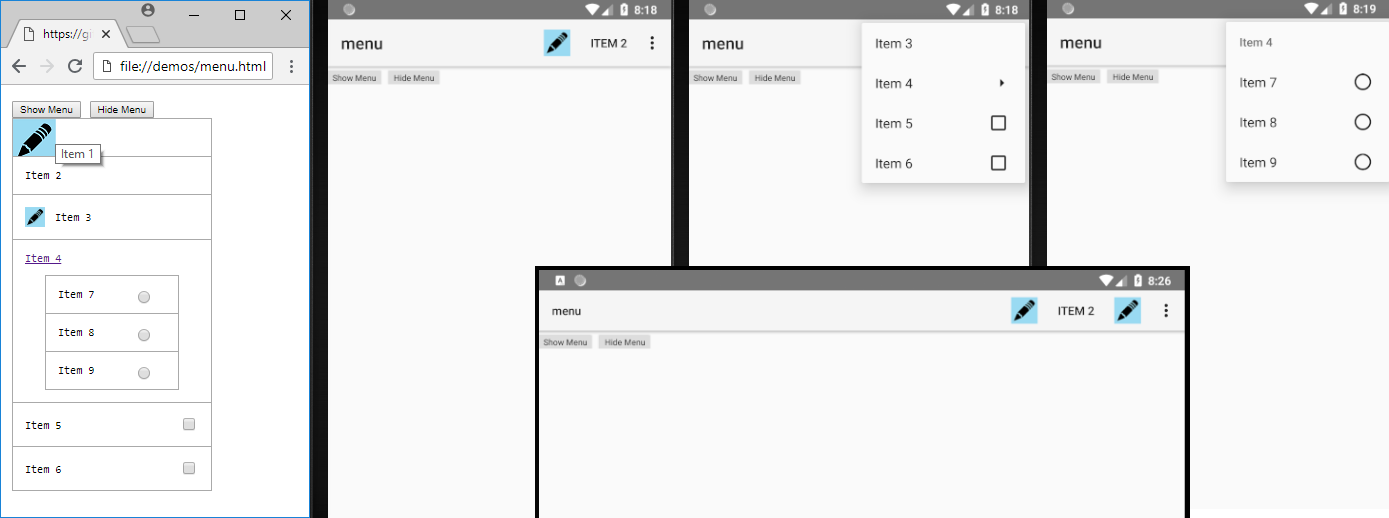 https://gi
file://demos/menu.html
Show Menu Hide Menu
Item 1
Item 2
Item 3
Item 4
Item 7
Item 8
Item 9
Item 5
Item 6
8:18
menu ITEM 2
Show Menu Hide Menu
8:18
menu
Show Menu Hide Menu
Item 3
Item 4
Item 5
Item 6
8:19
menu
Show Menu Hide Menu
Item 4
Item 7
Item 8
Item 9
A 8:26
menu ITEM 2
Show Menu Hide Menu